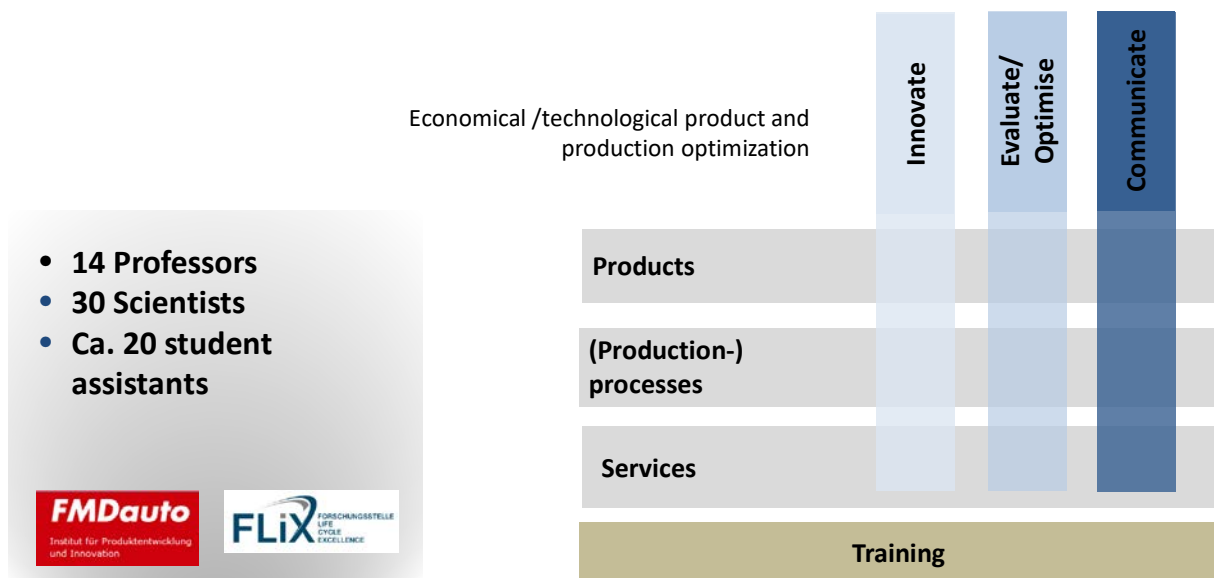 Economical /technological product and
production optimization
Innovate
Evaluate/
Optimise
Communicate
• 14 Professors
• 30 Scientists
• Ca. 20 student
assistants
FMDauto
Institut für Produktentwicklung
und Innovation
FLiX
FORSCHUNGSSTELLE
LIFE
CYCLE
EXCELLENCE
Products
(Production-)
processes
Services
Training